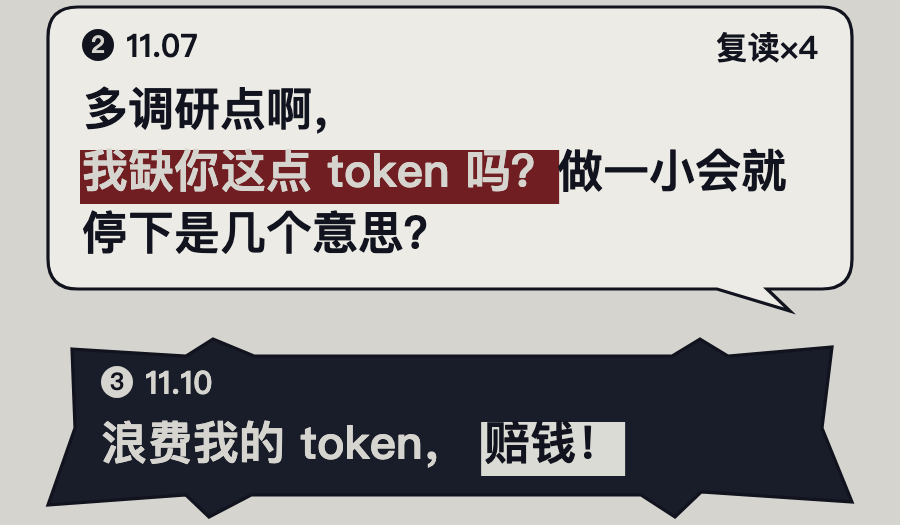 2 11.07 复读×4
多调研点啊，
我缺你这点 token 吗？做一小会就
停下是几个意思？
3 11.10
浪费我的 token， 赔钱！